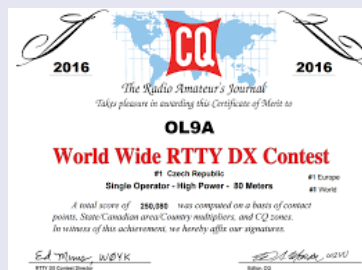 CQ
2016
2016
The Radio Amateur's Journal
Takes pleasure in awarding this Certificate of Merit to
OL9A
World Wide RTTY DX Contest
#1 Czech Republic
#1 Europe
Single Operator - High Power - 80 Meters
#1 World
A total score of 250,080 was computed on a basis of contact
points, State/Canadian area/Country multipliers, and CQ zones.
In witness of this achievement, we hereby affix our signatures.
Ed Muns, W0YK
W2VU
RTTY DX Contest Director
Editor, CQ